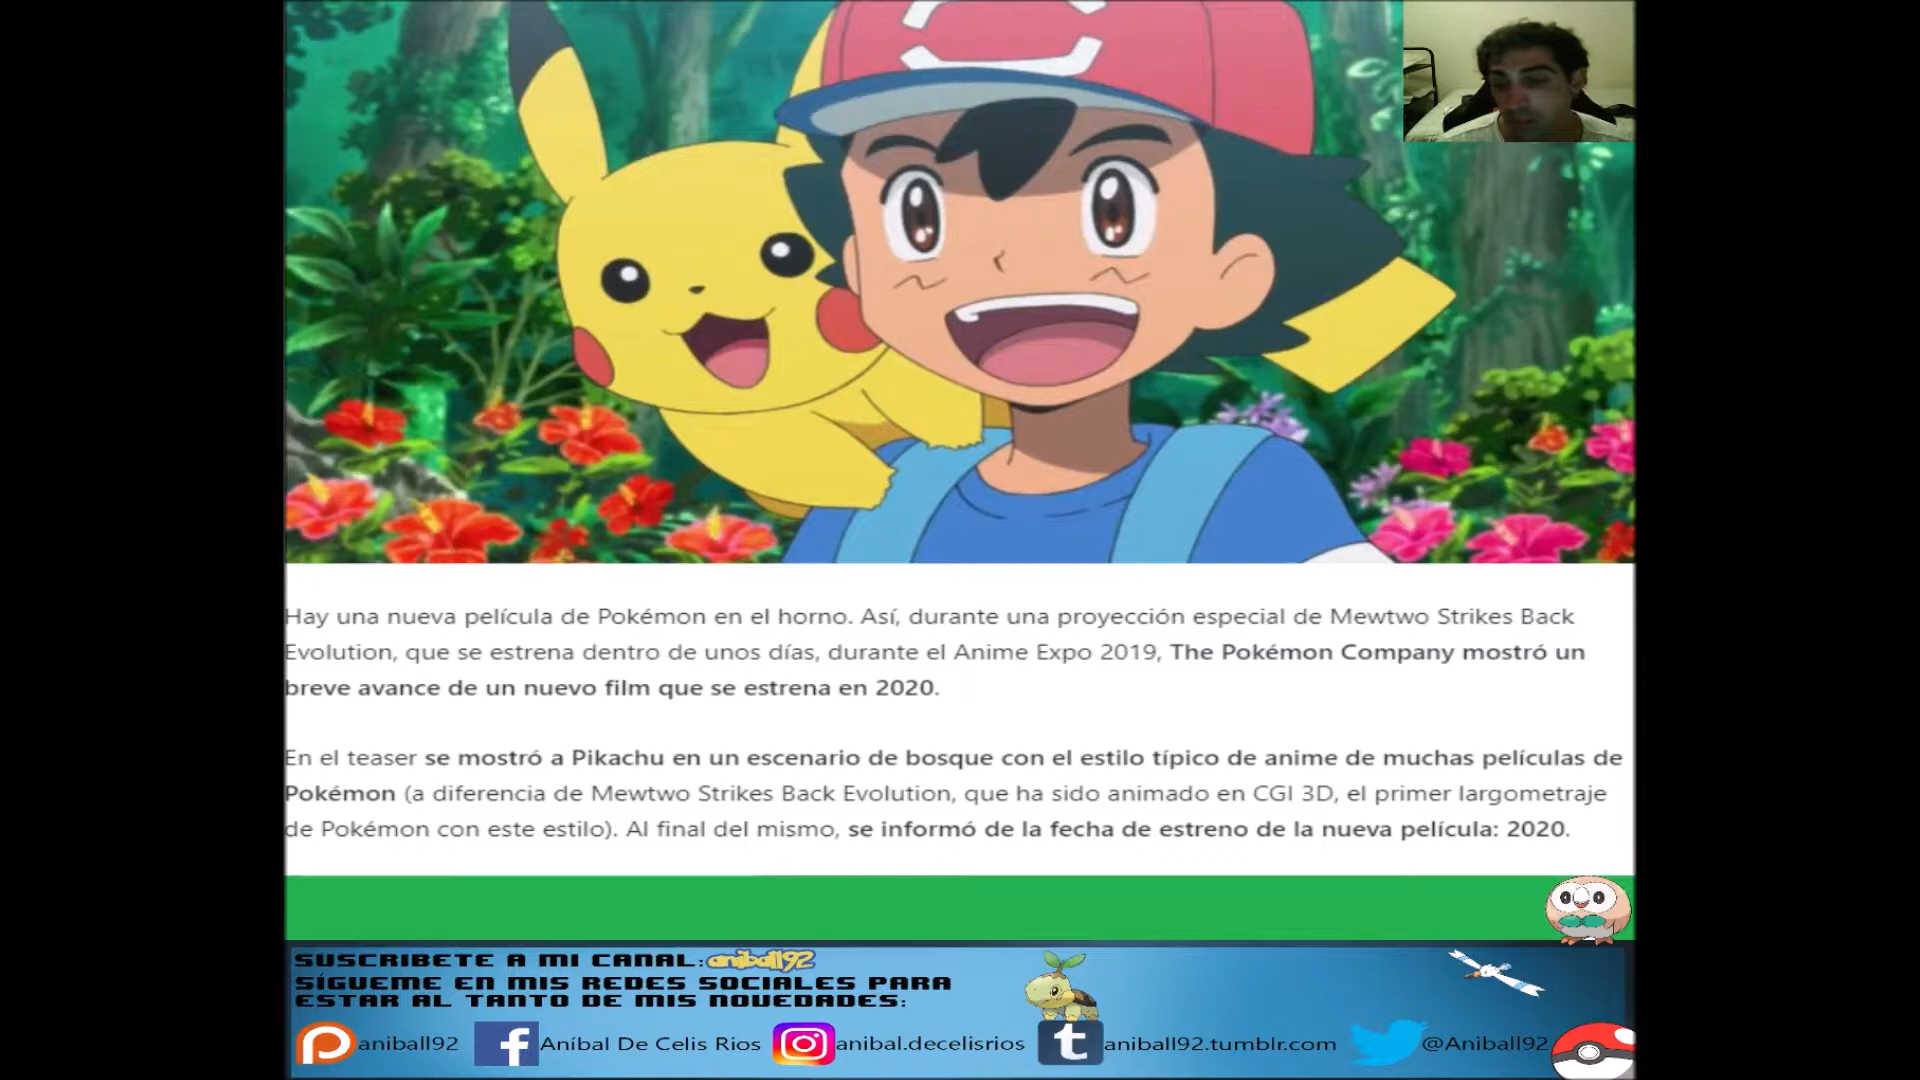 Hay una nueva película de Pokémon en el horno. Así, durante una proyección especial de Mewtwo Strikes Back
Evolution, que se estrena dentro de unos días, durante el Anime Expo 2019, The Pokémon Company mostró un
breve avance de un nuevo film que se estrena en 2020.
En el teaser se mostró a Pikachu en un escenario de bosque con el estilo típico de anime de muchas películas de
Pokémon (a diferencia de Mewtwo Strikes Back Evolution, que ha sido animado en CGI 3D, el primer largometraje
de Pokémon con este estilo). Al final del mismo, se informó de la fecha de estreno de la nueva película: 2020.
SUSCRIBETE A MI CANAL: aniball92
SÍGUEME EN MIS REDES SOCIALES PARA
ESTAR AL TANTO DE MIS NOVEDADES:
aniball92 Aníbal De Celis Rios anibal.decelisrios aniball92.tumblr.com @Aniball92